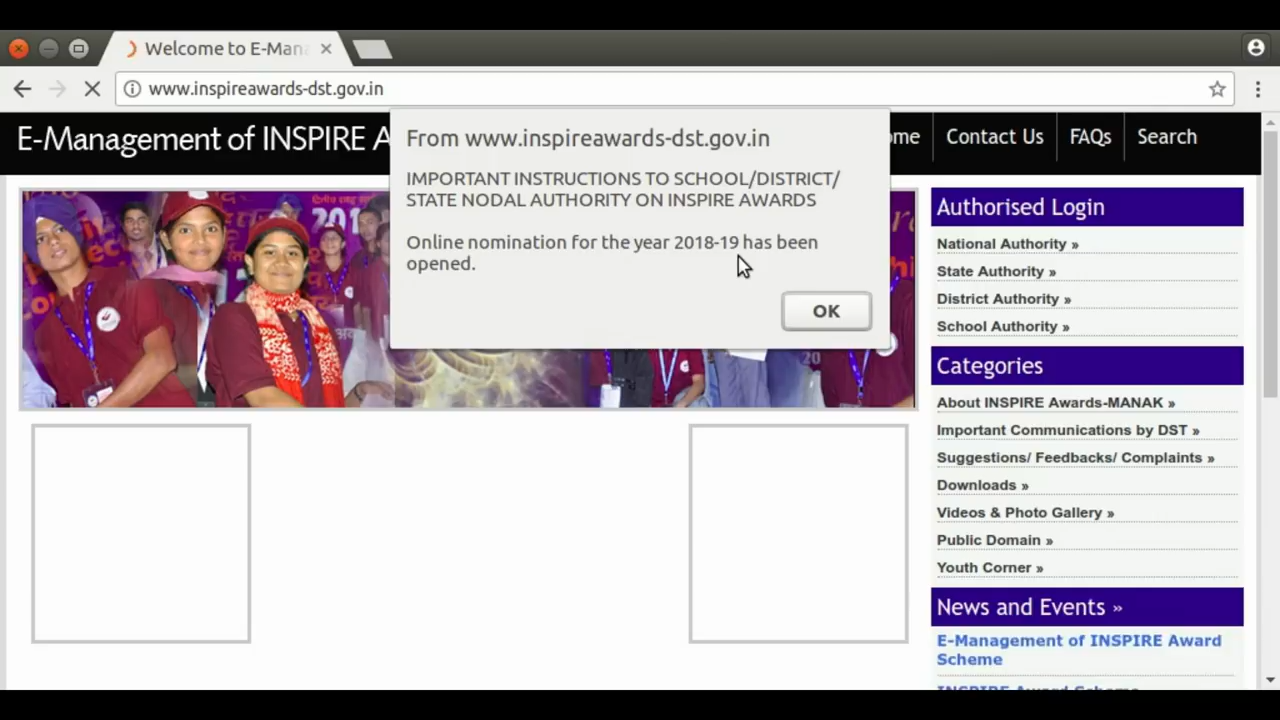 Welcome to E-Man
www.inspireawards-dst.gov.in
E-Management of INSPIRE A
Contact Us
FAQs
Search
From www.inspireawards-dst.gov.in
IMPORTANT INSTRUCTIONS TO SCHOOL/DISTRICT/
STATE NODAL AUTHORITY ON INSPIRE AWARDS
Online nomination for the year 2018-19 has been
opened.
OK
Authorised Login
National Authority »
State Authority »
District Authority »
School Authority »
Categories
About INSPIRE Awards-MANAK »
Important Communications by DST »
Suggestions/ Feedbacks/ Complaints »
Downloads »
Videos & Photo Gallery »
Public Domain »
Youth Corner »
News and Events »
E-Management of INSPIRE Award
Scheme
INSPIRE Award Scheme